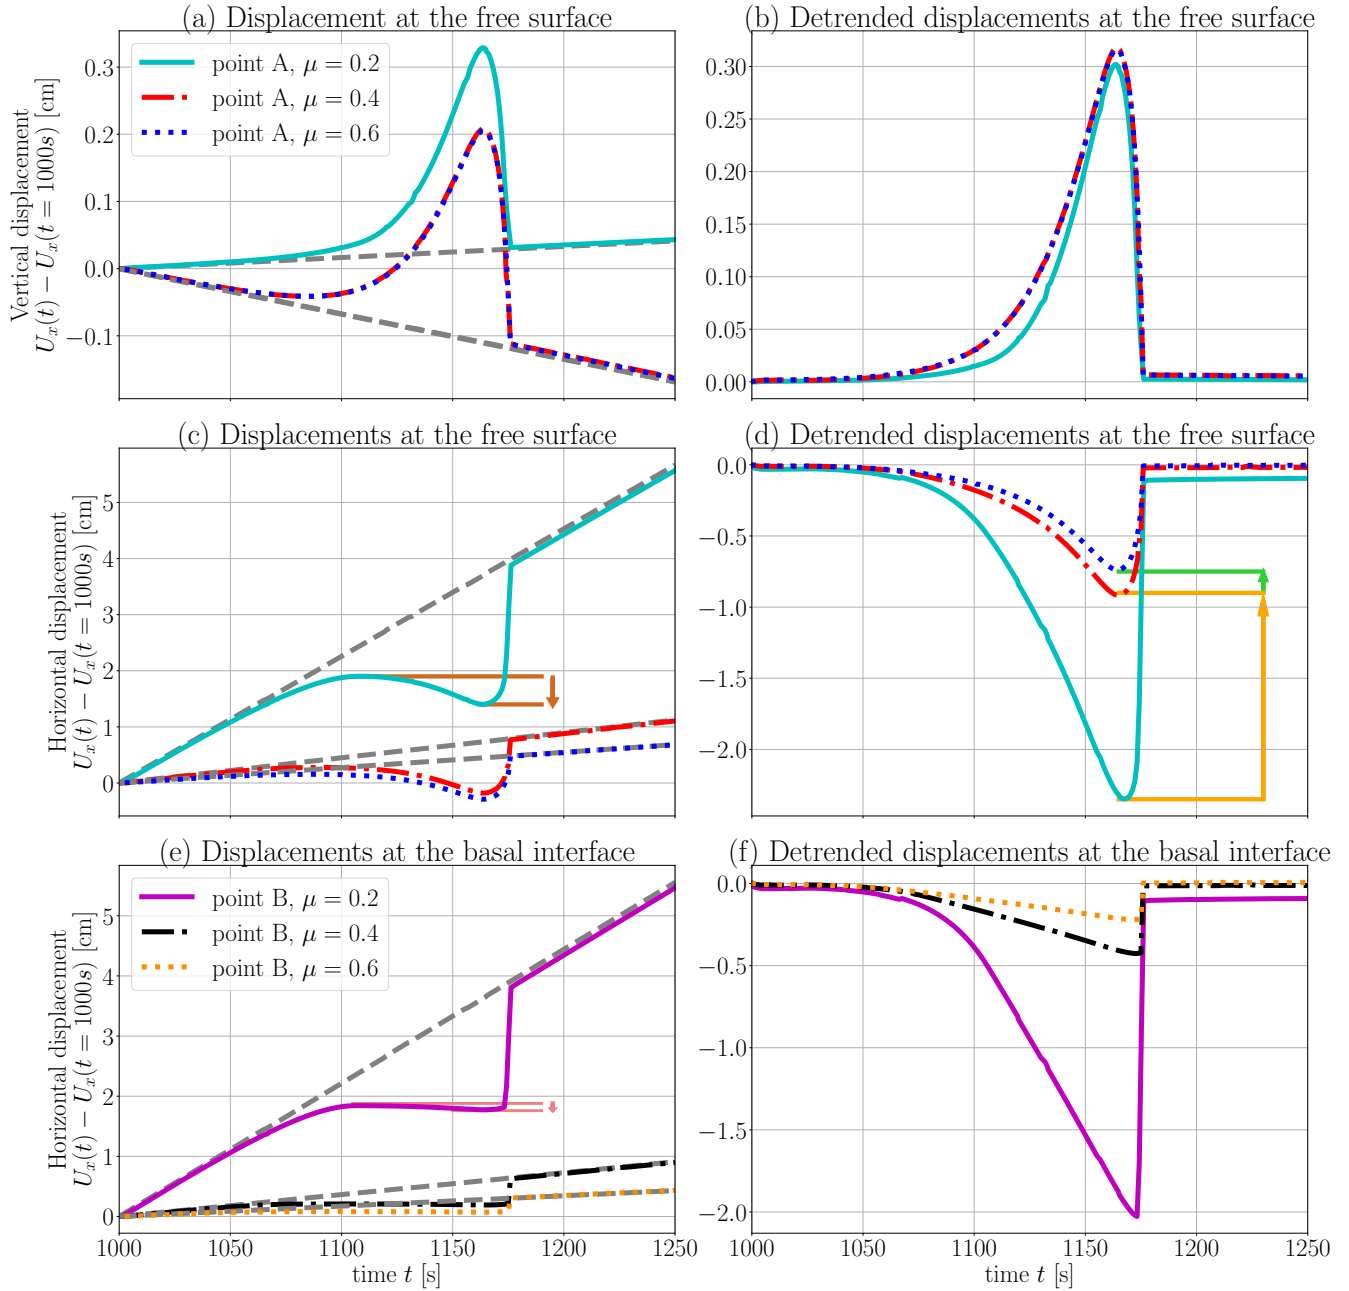 (a) Displacement at the free surface
(b) Detrended displacements at the free surface
Vertical displacement
U_x(t) − U_x(t = 1000s) [cm]
0.3
0.2
0.1
0.0
−0.1
point A, μ = 0.2
point A, μ = 0.4
point A, μ = 0.6
0.30
0.25
0.20
0.15
0.10
0.05
0.00
(c) Displacements at the free surface
(d) Detrended displacements at the free surface
Horizontal displacement
U_x(t) − U_x(t = 1000s) [cm]
5
4
3
2
1
0
0.0
−0.5
−1.0
−1.5
−2.0
(e) Displacements at the basal interface
(f) Detrended displacements at the basal interface
Horizontal displacement
U_x(t) − U_x(t = 1000s) [cm]
5
4
3
2
1
0
point B, μ = 0.2
point B, μ = 0.4
point B, μ = 0.6
0.0
−0.5
−1.0
−1.5
−2.0
1000 1050 1100 1150 1200 1250
time t [s]
1000 1050 1100 1150 1200 1250
time t [s]